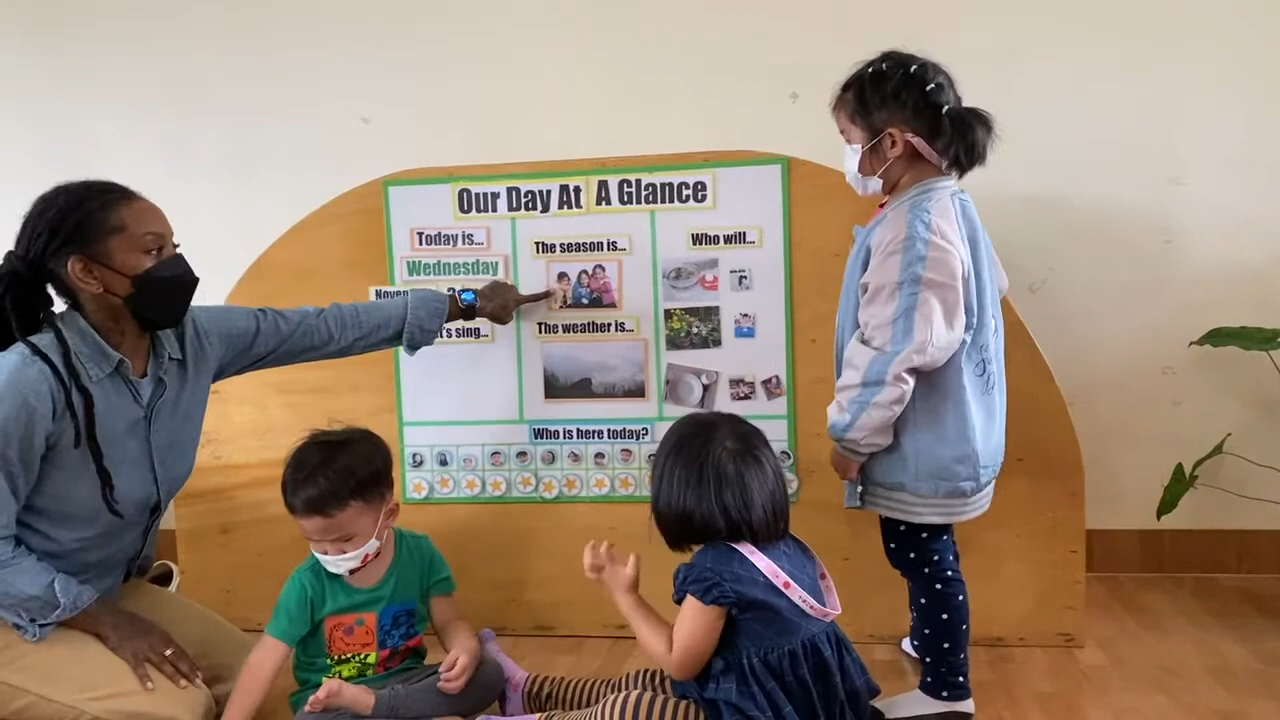 Our Day At A Glance
Today is...
Wednesday
The season is...
The weather is...
Who will...
Who is here today?